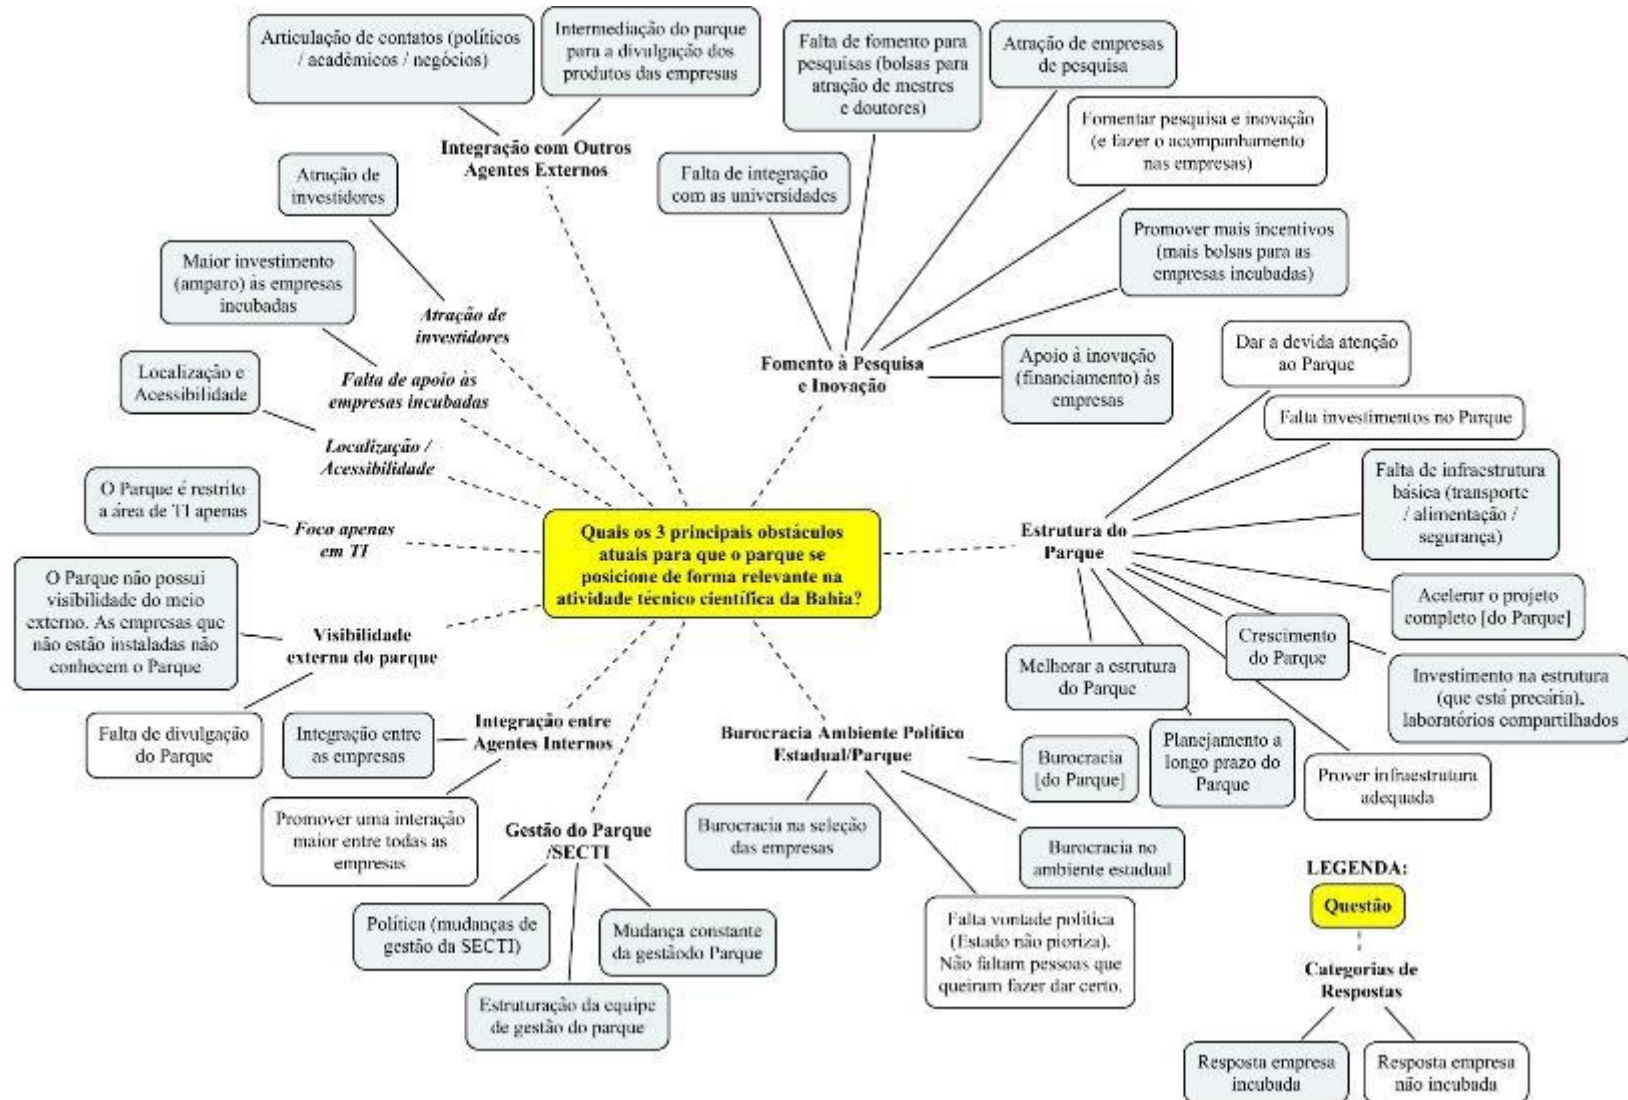 Articulação de contatos (políticos
/ acadêmicos / negócios)
Intermediação do parque
para a divulgação dos
produtos das empresas
Integração com Outros
Agentes Externos
Falta de fomento para
pesquisas (bolsas para
atração de mestres
e doutores)
Atração de empresas
de pesquisa
Fomentar pesquisa e inovação
(e fazer o acompanhamento
nas empresas)
Falta de integração
com as universidades
Promover mais incentivos
(mais bolsas para as
empresas incubadas)
Apoio à inovação
(financiamento) às
empresas
Fomento à Pesquisa
e Inovação
Atração de
investidores
Atração de
investidores
Maior investimento
(amparo) às empresas
incubadas
Falta de apoio às
empresas incubadas
Localização e
Acessibilidade
Localização /
Acessibilidade
O Parque é restrito
a área de TI apenas
Foco apenas
em TI
Quais os 3 principais obstáculos
atuais para que o parque se
posicione de forma relevante na
atividade técnico científica da Bahia?
Dar a devida atenção
ao Parque
Falta investimentos no Parque
Falta de infraestrutura
básica (transporte
/ alimentação /
segurança)
Estrutura do
Parque
Acelerar o projeto
completo [do Parque]
Crescimento
do Parque
Investimento na estrutura
(que está precária),
laboratórios compartilhados
Melhorar a estrutura
do Parque
Planejamento a
longo prazo do
Parque
Prover infraestrutura
adequada
O Parque não possui
visibilidade do meio
externo. As empresas que
não estão instaladas não
conhecem o Parque
Visibilidade
externa do parque
Falta de divulgação
do Parque
Integração entre
as empresas
Integração entre
Agentes Internos
Promover uma interação
maior entre todas as
empresas
Gestão do Parque
/SECTI
Política (mudanças de
gestão da SECTI)
Mudança constante
da gestãodo Parque
Estruturação da equipe
de gestão do parque
Burocracia Ambiente Político
Estadual/Parque
Burocracia
[do Parque]
Burocracia na seleção
das empresas
Burocracia no
ambiente estadual
Falta vontade política
(Estado não pioriza).
Não faltam pessoas que
queiram fazer dar certo.
LEGENDA:
Questão
Categorias de
Respostas
Resposta empresa
incubada
Resposta empresa
não incubada